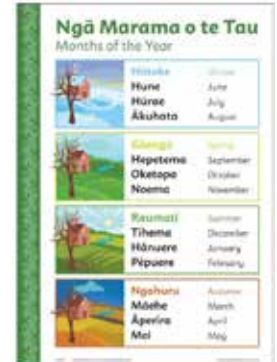 Ngā Marama o te Tau
Months of the Year
Hōtoke Winter
Hune June
Hūrae July
Ākuhata August
Kōanga Spring
Hepetema September
Oketopa October
Noema November
Raumati Summer
Tīhema December
Hānuere January
Pēpuere February
Ngahuru Autumn
Māehe March
Āperira April
Mei May